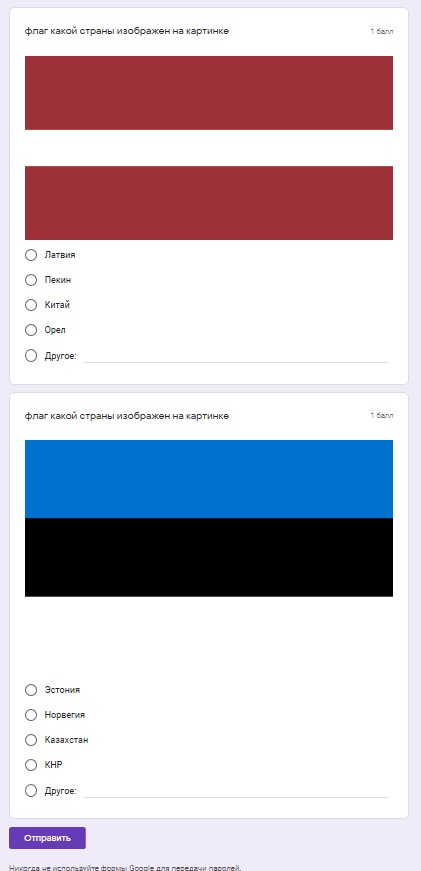 флаг какой страны изображен на картинке 1 балл
Латвия
Пекин
Китай
Орел
Другое:
флаг какой страны изображен на картинке 1 балл
Эстония
Норвегия
Казахстан
КНР
Другое:
Отправить
Никогда не используйте формы Google для передачи паролей.